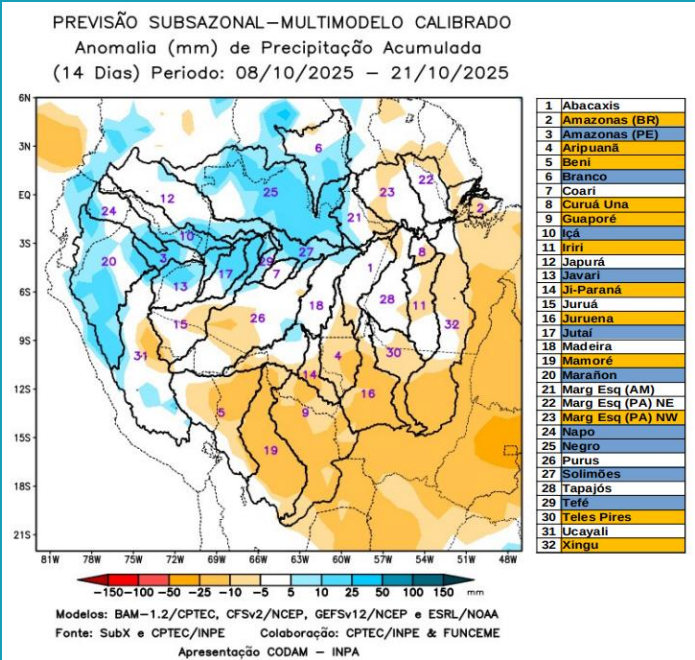 PREVISÃO SUBSAZONAL−MULTIMODELO CALIBRADO
Anomalia (mm) de Precipitação Acumulada
(14 Dias) Periodo: 08/10/2025 − 21/10/2025
6N
3N
EQ
3S
6S
9S
12S
15S
18S
21S
81W 78W 75W 72W 69W 66W 63W 60W 57W 54W 51W 48W
6
22
23
12
25
2
24
21
10
27
8
3
29
20
17
7
1
13
18
28
11
15
26
32
31
4
30
14
16
5
9
19
1 Abacaxis
2 Amazonas (BR)
3 Amazonas (PE)
4 Aripuanã
5 Beni
6 Branco
7 Coari
8 Curuá Una
9 Guaporé
10 Içá
11 Iriri
12 Japurá
13 Javari
14 Ji-Paraná
15 Juruá
16 Juruena
17 Jutaí
18 Madeira
19 Mamoré
20 Marañon
21 Marg Esq (AM)
22 Marg Esq (PA) NE
23 Marg Esq (PA) NW
24 Napo
25 Negro
26 Purus
27 Solimões
28 Tapajós
29 Tefé
30 Teles Pires
31 Ucayali
32 Xingu
−150−100−50 −25 −10 −5 5 10 25 50 100 150 mm
Modelos: BAM−1.2/CPTEC, CFSv2/NCEP, GEFSv12/NCEP e ESRL/NOAA
Fonte: SubX e CPTEC/INPE Colaboração: CPTEC/INPE & FUNCEME
Apresentação CODAM − INPA